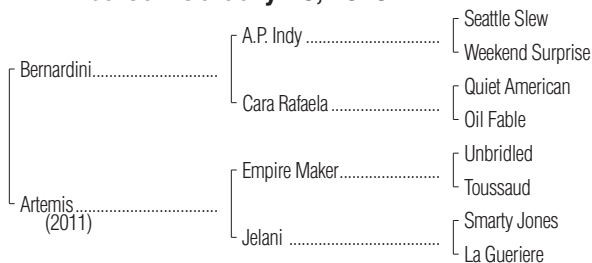 Seattle Slew
A.P. Indy
Weekend Surprise
Bernardini
Quiet American
Cara Rafaela
Oil Fable
Unbridled
Empire Maker
Toussaud
Artemis
(2011)
Smarty Jones
Jelani
La Gueriere